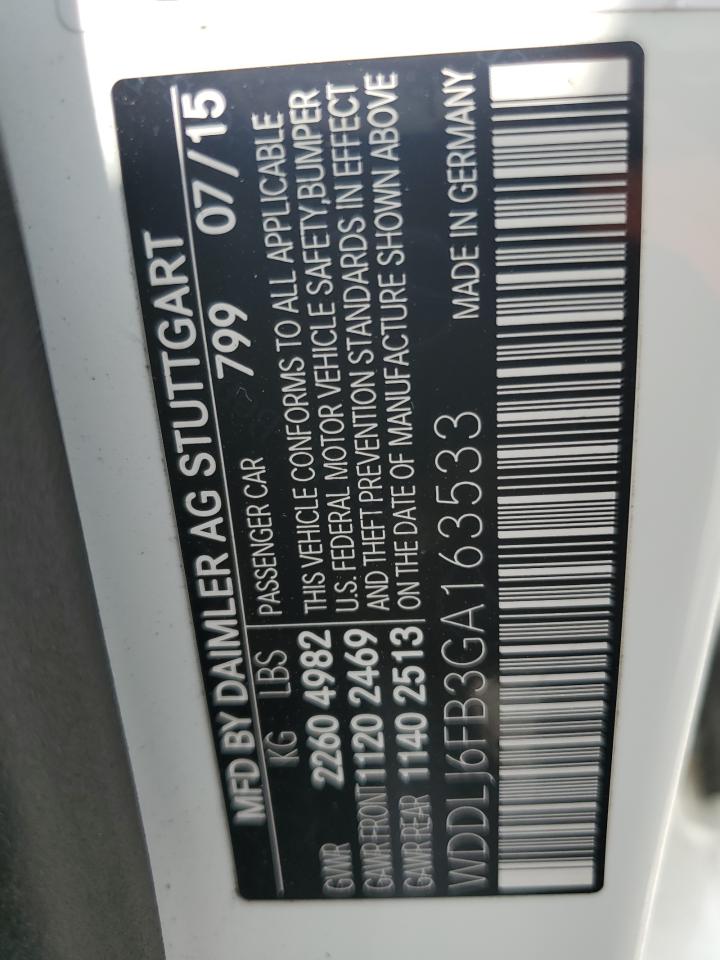 MFD BY DAIMLER AG STUTTGART
799 07/15
KG LBS PASSENGER CAR
GVWR 2260 4982 THIS VEHICLE CONFORMS TO ALL APPLICABLE
U.S. FEDERAL MOTOR VEHICLE SAFETY,BUMPER
GAWR FRONT 1120 2469 AND THEFT PREVENTION STANDARDS IN EFFECT
GAWR REAR 1140 2513 ON THE DATE OF MANUFACTURE SHOWN ABOVE
WDDLJ6FB3GA163533 MADE IN GERMANY